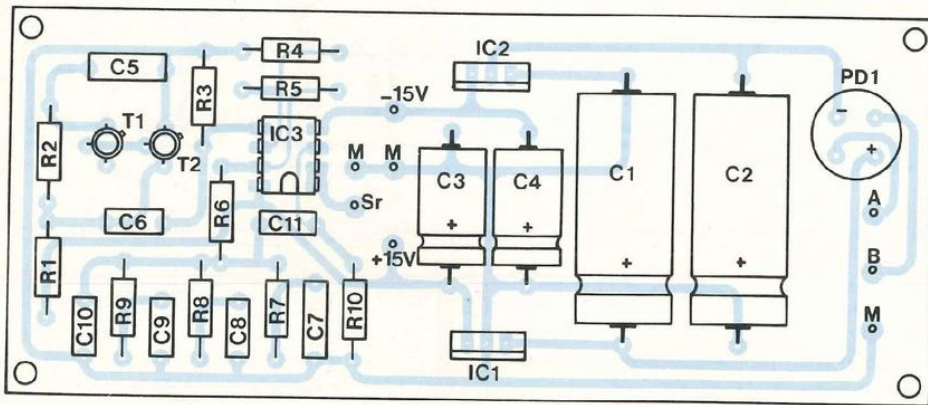 R4
IC2
C5
R3
R5
PD1
−15V
−
T1
IC3
R2
T2
M
M
C3
C4
C1
C2
+
A
Sr
R6
C6
C11
+
+
R1
+15V
+
+
B
C10
R9
C9
R8
C8
R7
C7
R10
M
IC1